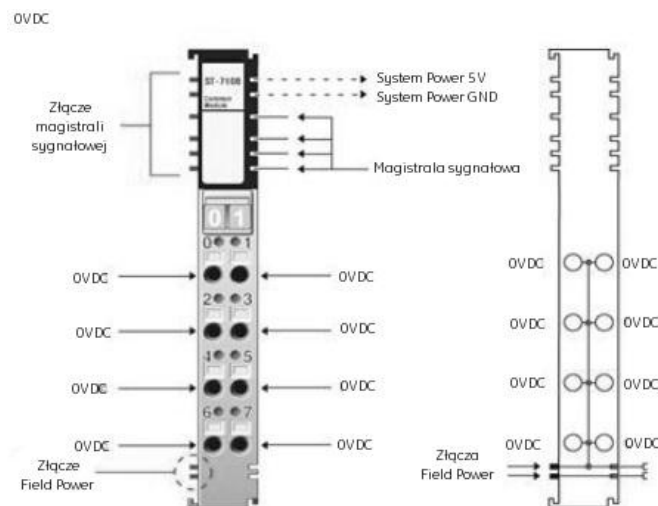 0VDC
ST-7108
Common
Module
System Power 5V
System Power GND
Złącze
magistrali
sygnałowej
Magistrala sygnałowa
0 1
0 1
0VDC 0VDC
2 3
0VDC 0VDC
4 5
0VDC 0VDC
6 7
0VDC 0VDC
Złącze
Field Power
0VDC 0VDC
0VDC 0VDC
0VDC 0VDC
0VDC 0VDC
Złącza
Field Power